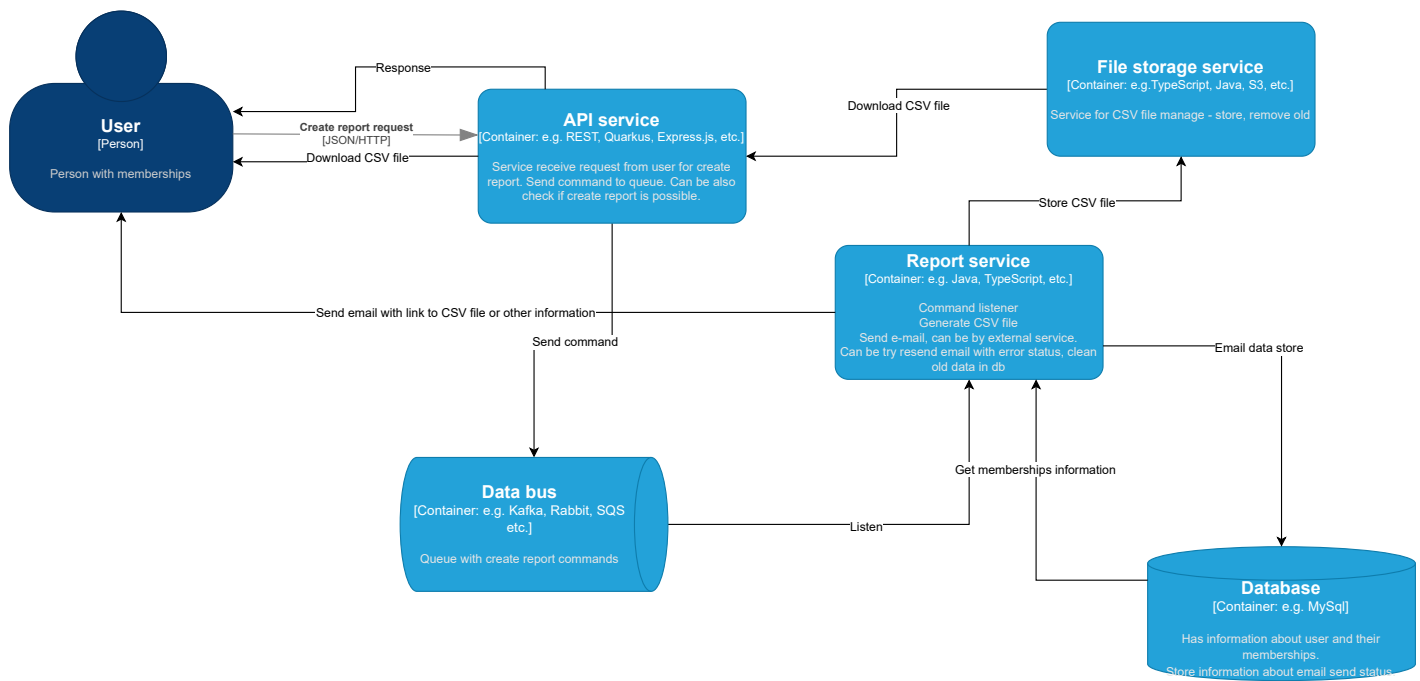 User
[Person]
Person with memberships
Response
Create report request
[JSON/HTTP]
Download CSV file
API service
[Container: e.g. REST, Quarkus, Express.js, etc.]
Service receive request from user for create
report. Send command to queue. Can be also
check if create report is possible.
Download CSV file
File storage service
[Container: e.g.TypeScript, Java, S3, etc.]
Service for CSV file manage - store, remove old
Store CSV file
Report service
[Container: e.g. Java, TypeScript, etc.]
Command listener
Generate CSV file
Send e-mail, can be by external service.
Can be try resend email with error status, clean
old data in db
Send email with link to CSV file or other information
Send command
Email data store
Get memberships information
Data bus
[Container: e.g. Kafka, Rabbit, SQS
etc.]
Queue with create report commands
Listen
Database
[Container: e.g. MySql]
Has information about user and their
memberships.
Store information about email send status